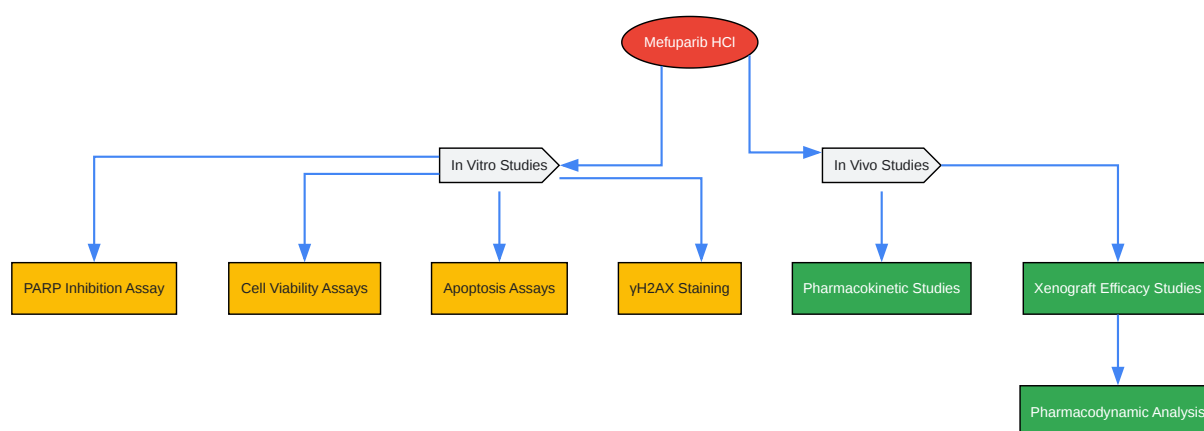 Mefuparib HCl
In Vitro Studies
In Vivo Studies
PARP Inhibition Assay
Cell Viability Assays
Apoptosis Assays
γH2AX Staining
Pharmacokinetic Studies
Xenograft Efficacy Studies
Pharmacodynamic Analysis